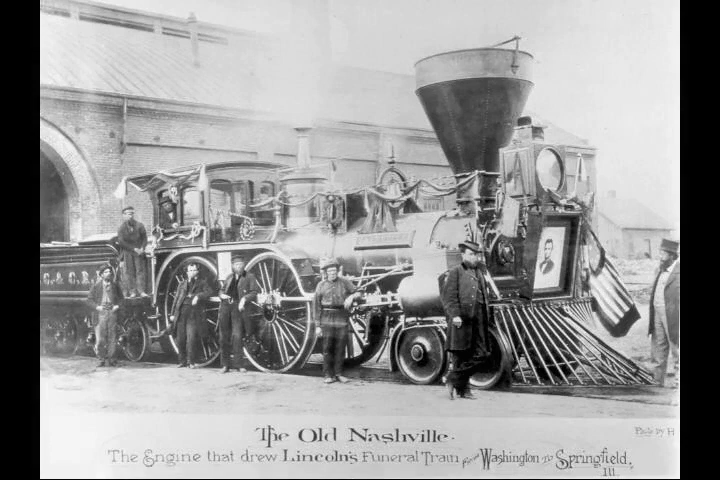 The Old Nashville.
Photo by H
The Engine that drew Lincoln's Funeral Train from Washington to Springfield,
Ill.